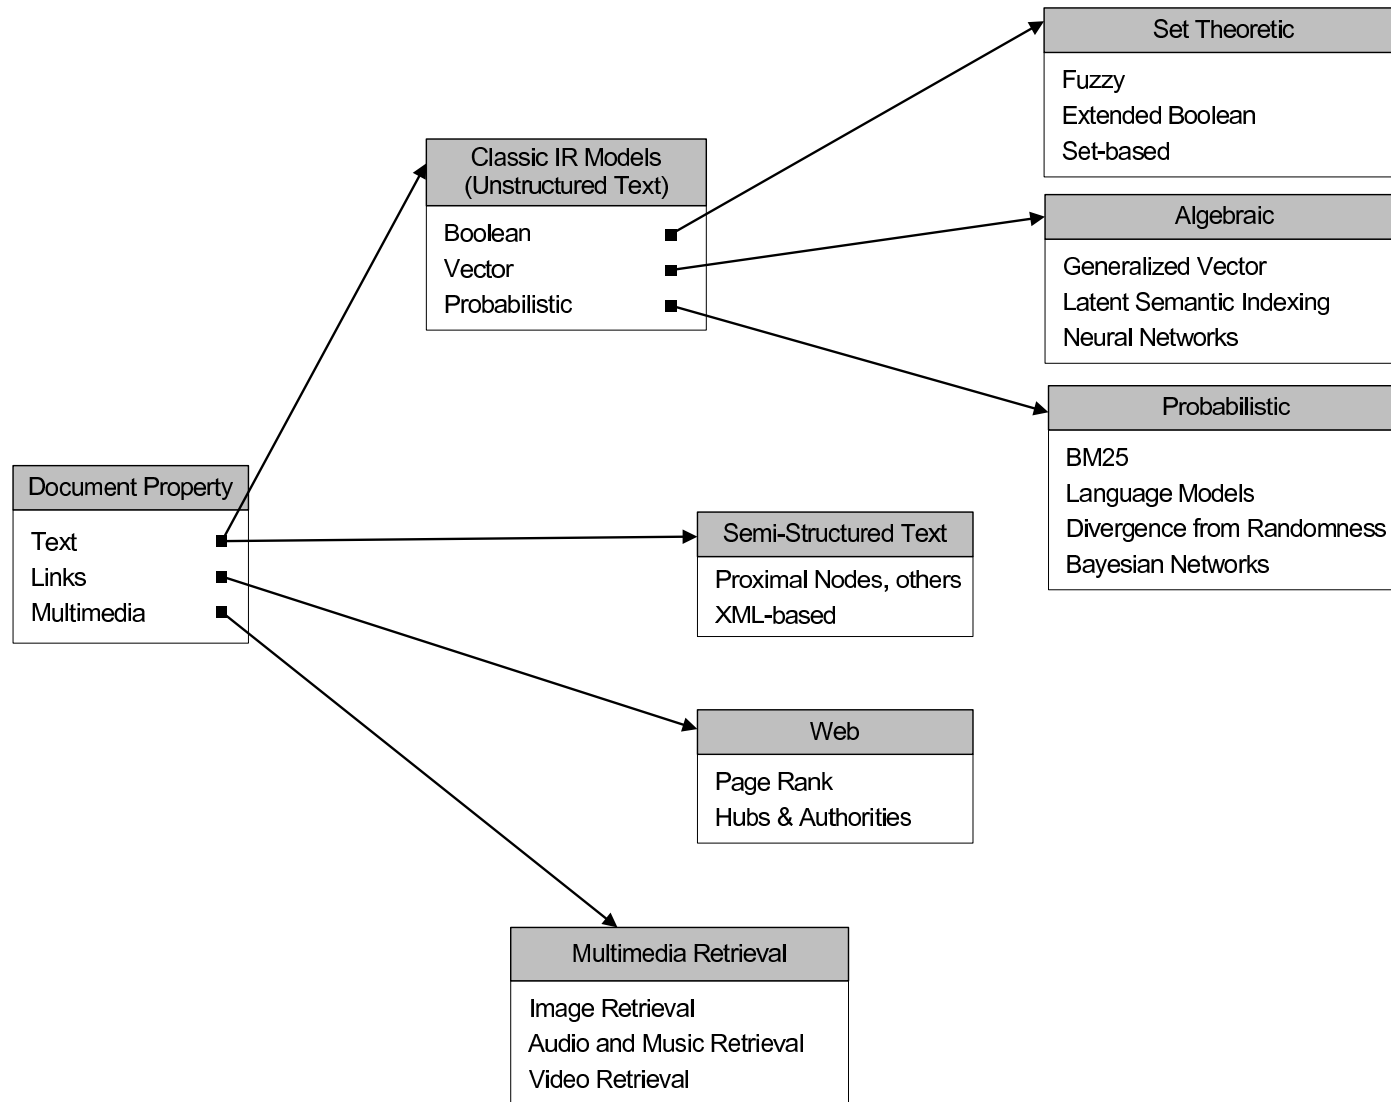 Set Theoretic
Fuzzy
Extended Boolean
Set-based
Classic IR Models
(Unstructured Text)
Boolean
Vector
Probabilistic
Algebraic
Generalized Vector
Latent Semantic Indexing
Neural Networks
Probabilistic
BM25
Language Models
Divergence from Randomness
Bayesian Networks
Document Property
Text
Links
Multimedia
Semi-Structured Text
Proximal Nodes, others
XML-based
Web
Page Rank
Hubs & Authorities
Multimedia Retrieval
Image Retrieval
Audio and Music Retrieval
Video Retrieval